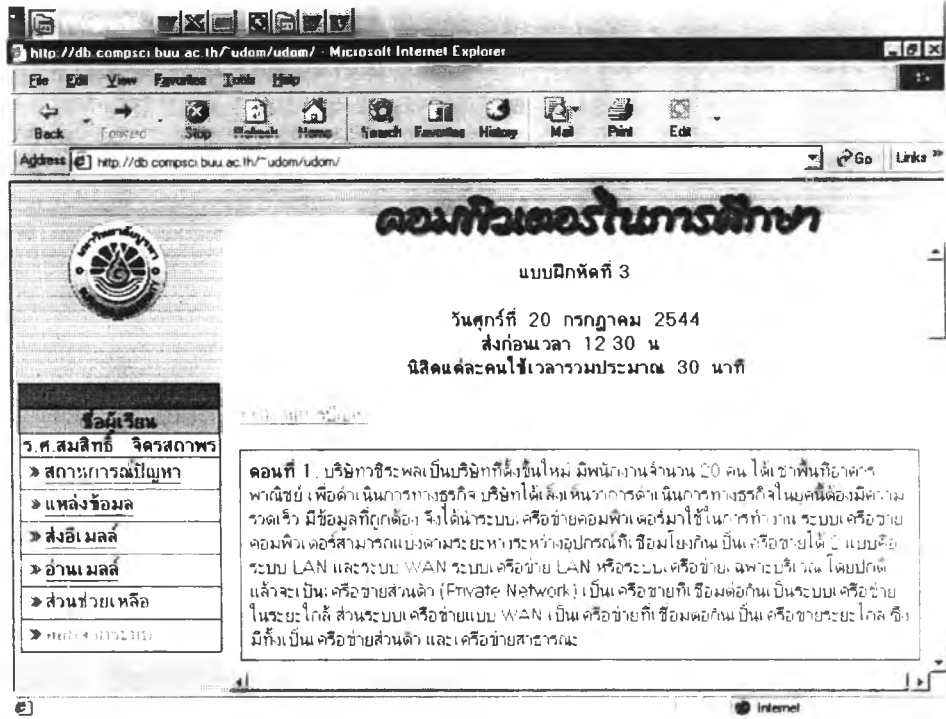 http://db.compsci.buu.ac.th/~udom/udom/ - Microsoft Internet Explorer
File Edit View Favorites Tools Help
Back Forward Stop Refresh Home Search Favorites History Mail Print Edit
Address http://db.compsci.buu.ac.th/~udom/udom/ Go Links »
คอมพิวเตอร์ในการศึกษา
แบบฝึกหัดที่ 3
วันศุกร์ที่ 20 กรกฎาคม 2544
ส่งก่อนเวลา 12 30 น
นิสิตแต่ละคนใช้เวลารวมประมาณ 30 นาที
ชื่อผู้เรียน
ร.ศ.สมสิทธิ์ จิตรสถาพร
» สถานการณ์ปัญหา
» แหล่งข้อมูล
» ส่งอีเมลล์
» อ่านเมลล์
» ส่วนช่วยเหลือ
ตอนที่ 1. บริษัทวชิระพลเป็นบริษัทที่ตั้งขึ้นใหม่ มีพนักงานจำนวน 20 คน ได้เช่าพื้นที่อาคาร
พาณิชย์ เพื่อดำเนินการทางธุรกิจ บริษัทได้เล็งเห็นว่าการดำเนินการทางธุรกิจในยุคนี้ต้องมีความ
รวดเร็ว มีข้อมูลที่ถูกต้อง จึงได้นำระบบเครือข่ายคอมพิวเตอร์มาใช้ในการทำงาน ระบบเครือข่าย
คอมพิวเตอร์สามารถแบ่งตามระยะทางระหว่างอุปกรณ์ที่เชื่อมโยงกันเป็นเครือข่ายได้ 2 แบบคือ
ระบบ LAN และระบบ WAN ระบบเครือข่าย LAN หรือระบบเครือข่ายเฉพาะบริเวณ โดยปกติ
แล้วจะเป็นเครือข่ายส่วนตัว (Private Network) เป็นเครือข่ายที่เชื่อมต่อกันเป็นระบบเครือข่าย
ในระยะใกล้ ส่วนระบบเครือข่ายแบบ WAN เป็นเครือข่ายที่เชื่อมต่อกันเป็นเครือข่ายระยะไกล ซึ่ง
มีทั้งเป็นเครือข่ายส่วนตัว และเครือข่ายสาธารณะ
Internet